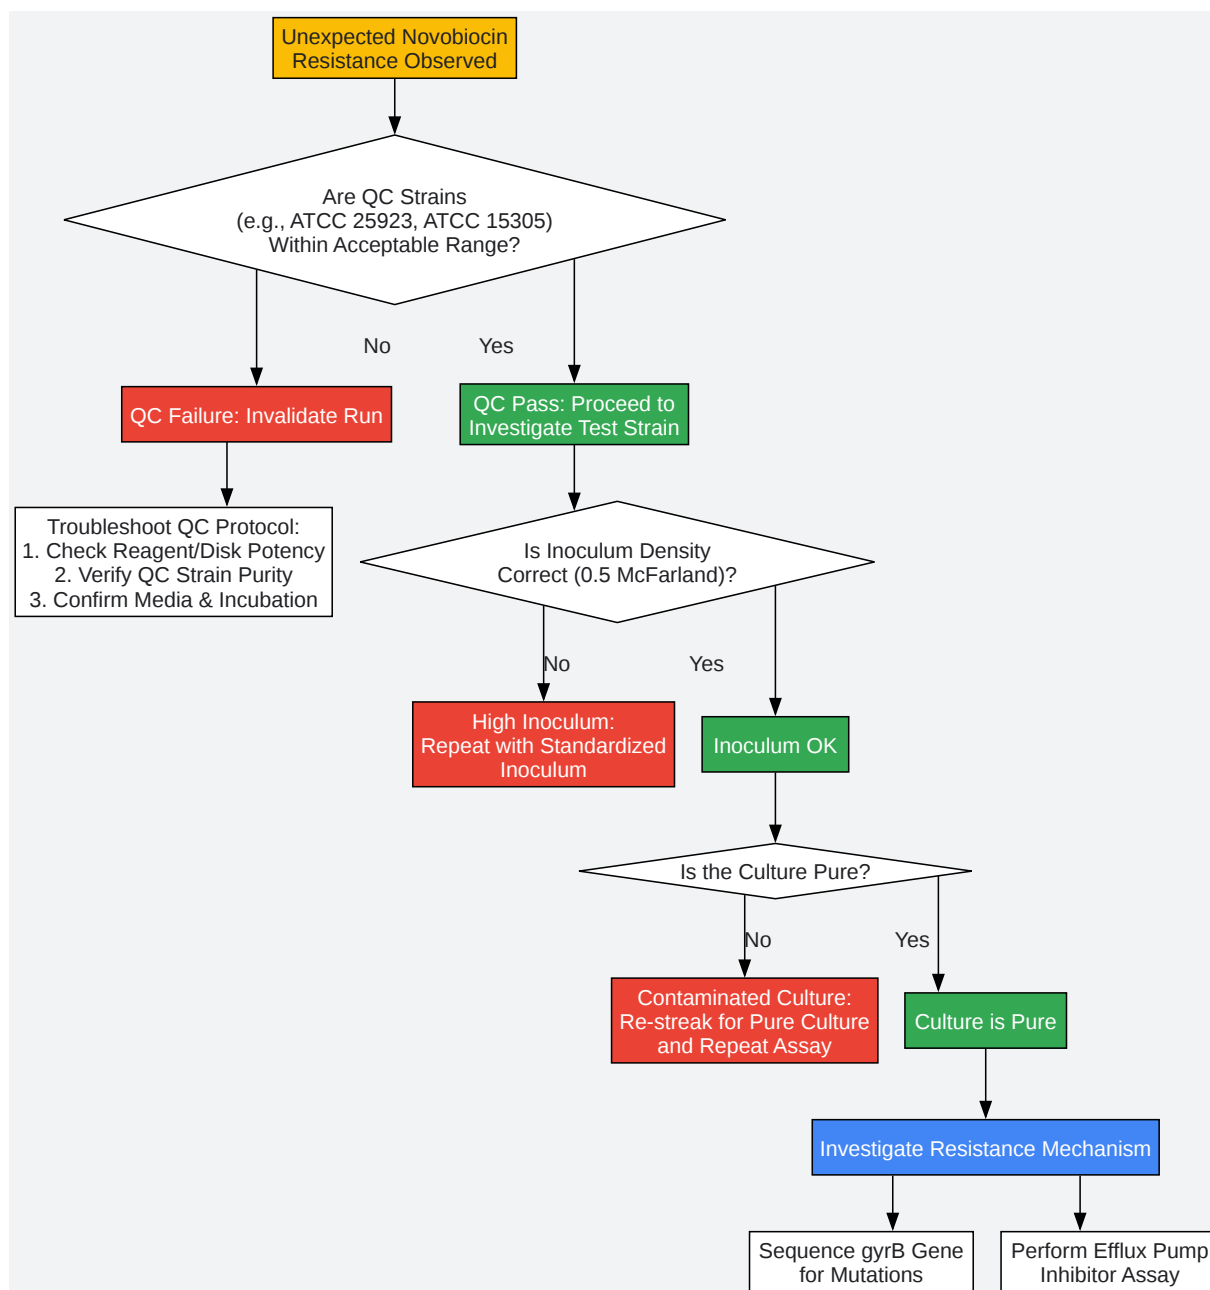 Unexpected Novobiocin
Resistance Observed
Are QC Strains
(e.g., ATCC 25923, ATCC 15305)
Within Acceptable Range?
No
Yes
QC Failure: Invalidate Run
QC Pass: Proceed to
Investigate Test Strain
Troubleshoot QC Protocol:
1. Check Reagent/Disk Potency
2. Verify QC Strain Purity
3. Confirm Media & Incubation
Is Inoculum Density
Correct (0.5 McFarland)?
No
Yes
High Inoculum:
Repeat with Standardized
Inoculum
Inoculum OK
Is the Culture Pure?
No
Yes
Contaminated Culture:
Re-streak for Pure Culture
and Repeat Assay
Culture is Pure
Investigate Resistance Mechanism
Sequence gyrB Gene
for Mutations
Perform Efflux Pump
Inhibitor Assay